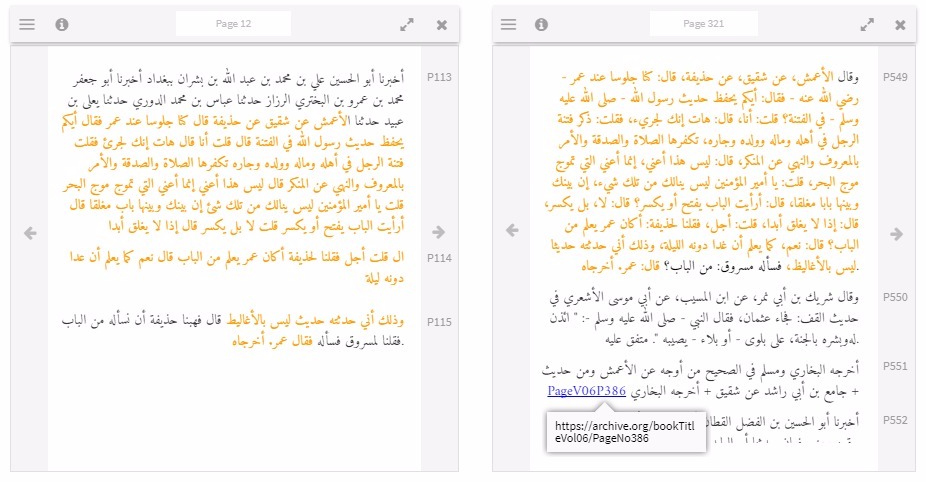 Page 12
P113
أخبرنا أبو الحسين علي بن محمد بن عبد الله بن بشران ببغداد أخبرنا أبو جعفر
محمد بن عمرو بن البختري الرزاز حدثنا عباس بن محمد الدوري حدثنا يعلى بن
عبيد حدثنا الأعمش عن شقيق عن حذيفة قال كنا جلوسا عند عمر فقال أيكم
يحفظ حديث رسول الله في الفتنة قال قلت أنا قال هات إنك لجرئ فقلت
فتنة الرجل في أهله وماله وولده وجاره تكفرها الصلاة والصدقة والأمر
بالمعروف والنهي عن المنكر قال ليس هذا أعني إنما أعني التي تموج موج البحر
قلت يا أمير المؤمنين ليس ينالك من تلك شئ إن بينك وبينها باب مغلقا قال
أرأيت الباب يفتح أو يكسر قلت لا بل يكسر قال إذا لا يغلق أبدا
P114
ال قلت أجل فقلنا لحذيفة أكان عمر يعلم من الباب قال نعم كما يعلم أن غدا
دونه ليلة
P115
وذلك أني حدثته حديث ليس بالأغاليط قال فهبنا حذيفة أن نسأله من الباب
فقلنا لمسروق فسأله فقال عمر. أخرجاه.
Page 321
P549
وقال الأعمش، عن شقيق، عن حذيفة، قال: كنا جلوسا عند عمر -
رضي الله عنه - فقال: أيكم يحفظ حديث رسول الله - صلى الله عليه
وسلم - في الفتنة؟ قلت: أنا، قال: هات إنك لجريء، فقلت: ذكر فتنة
الرجل في أهله وماله وولده وجاره، تكفرها الصلاة والصدقة والأمر
بالمعروف والنهي عن المنكر، قال: ليس هذا أعني، إنما أعني التي تموج
موج البحر، قلت: يا أمير المؤمنين ليس ينالك من تلك شيء، إن بينك
وبينها بابا مغلقا، قال: أرأيت الباب يفتح أو يكسر؟ قال: لا، بل يكسر،
قال: إذا لا يغلق أبدا، قلت: أجل، فقلنا لحذيفة: أكان عمر يعلم من
الباب؟ قال: نعم، كما يعلم أن غدا دونه الليلة، وذلك أني حدثته حديثا
ليس بالأغاليط، فسأله مسروق: من الباب؟ قال: عمر. أخرجاه.
P550
وقال شريك بن أبي نمر، عن ابن المسيب، عن أبي موسى الأشعري في
حديث القف: فجاء عثمان، فقال النبي - صلى الله عليه وسلم -: " ائذن
له وبشره بالجنة، على بلوى - أو بلاء - يصيبه ". متفق عليه.
P551
أخرجه البخاري ومسلم في الصحيح من أوجه عن الأعمش ومن حديث
جامع بن أبي راشد عن شقيق + أخرجه البخاري PageV06P386 +
P552
أخبرنا أبو الحسين بن الفضل القطان
https://archive.org/bookTitl
eVol06/PageNo386